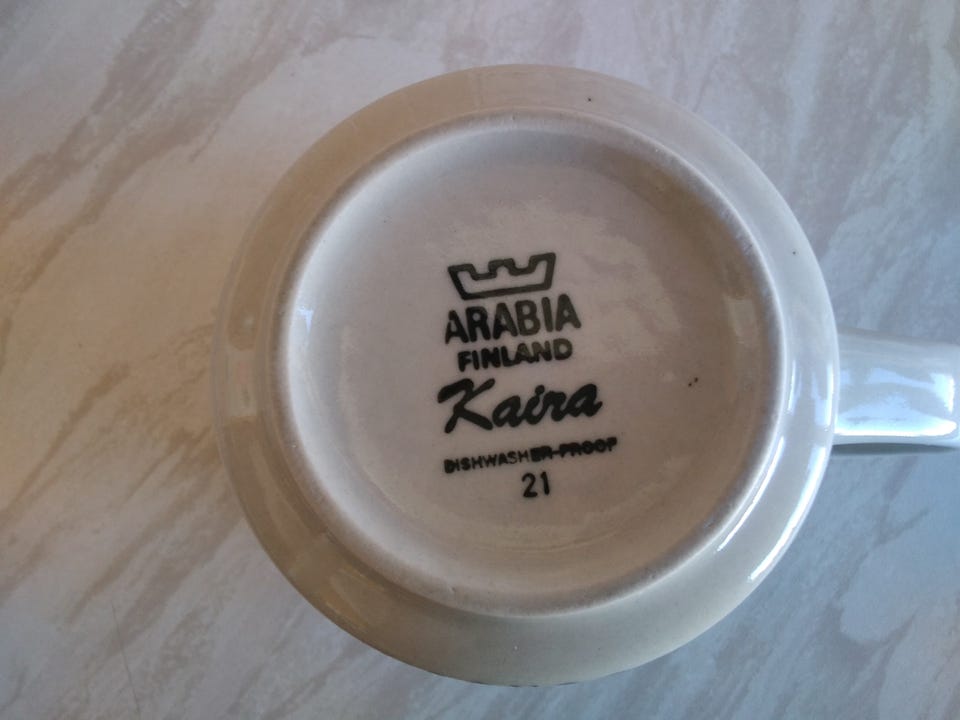 ARABIA
FINLAND
Kaira
DISHWASHER-PROOF
21